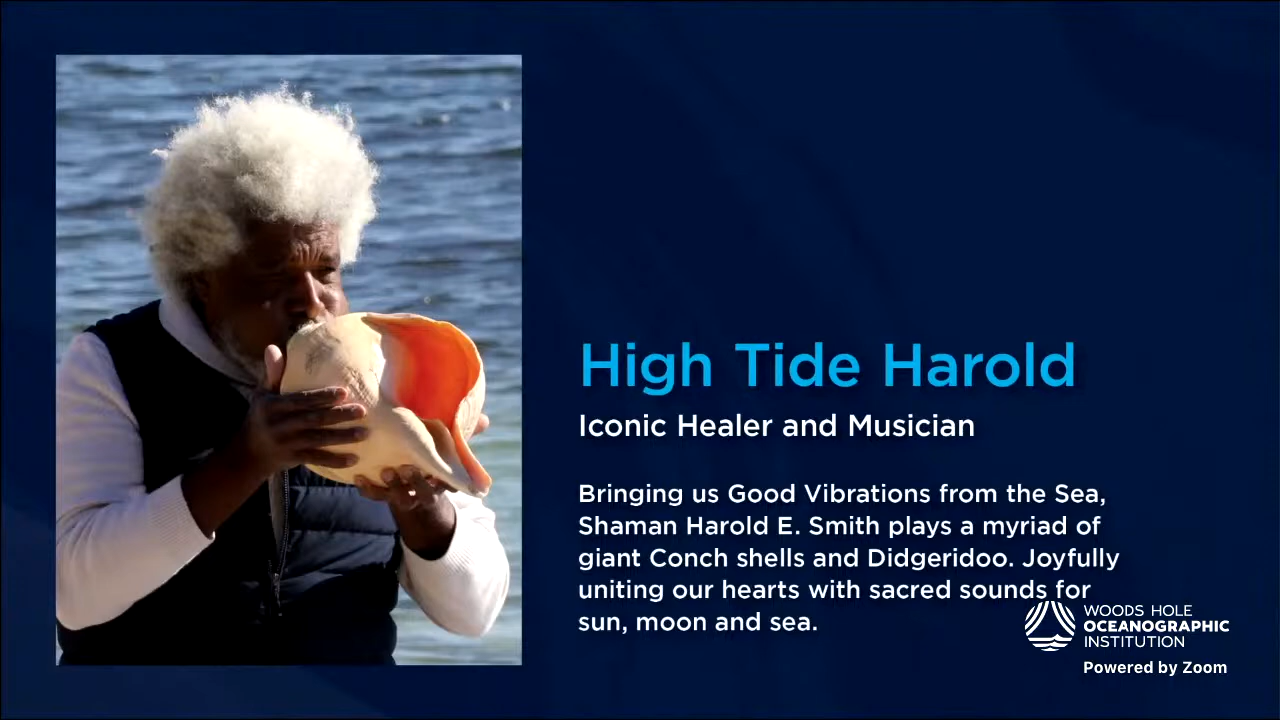 High Tide Harold
Iconic Healer and Musician
Bringing us Good Vibrations from the Sea,
Shaman Harold E. Smith plays a myriad of
giant Conch shells and Didgeridoo. Joyfully
uniting our hearts with sacred sounds for
sun, moon and sea.
WOODS HOLE
OCEANOGRAPHIC
INSTITUTION
Powered by Zoom